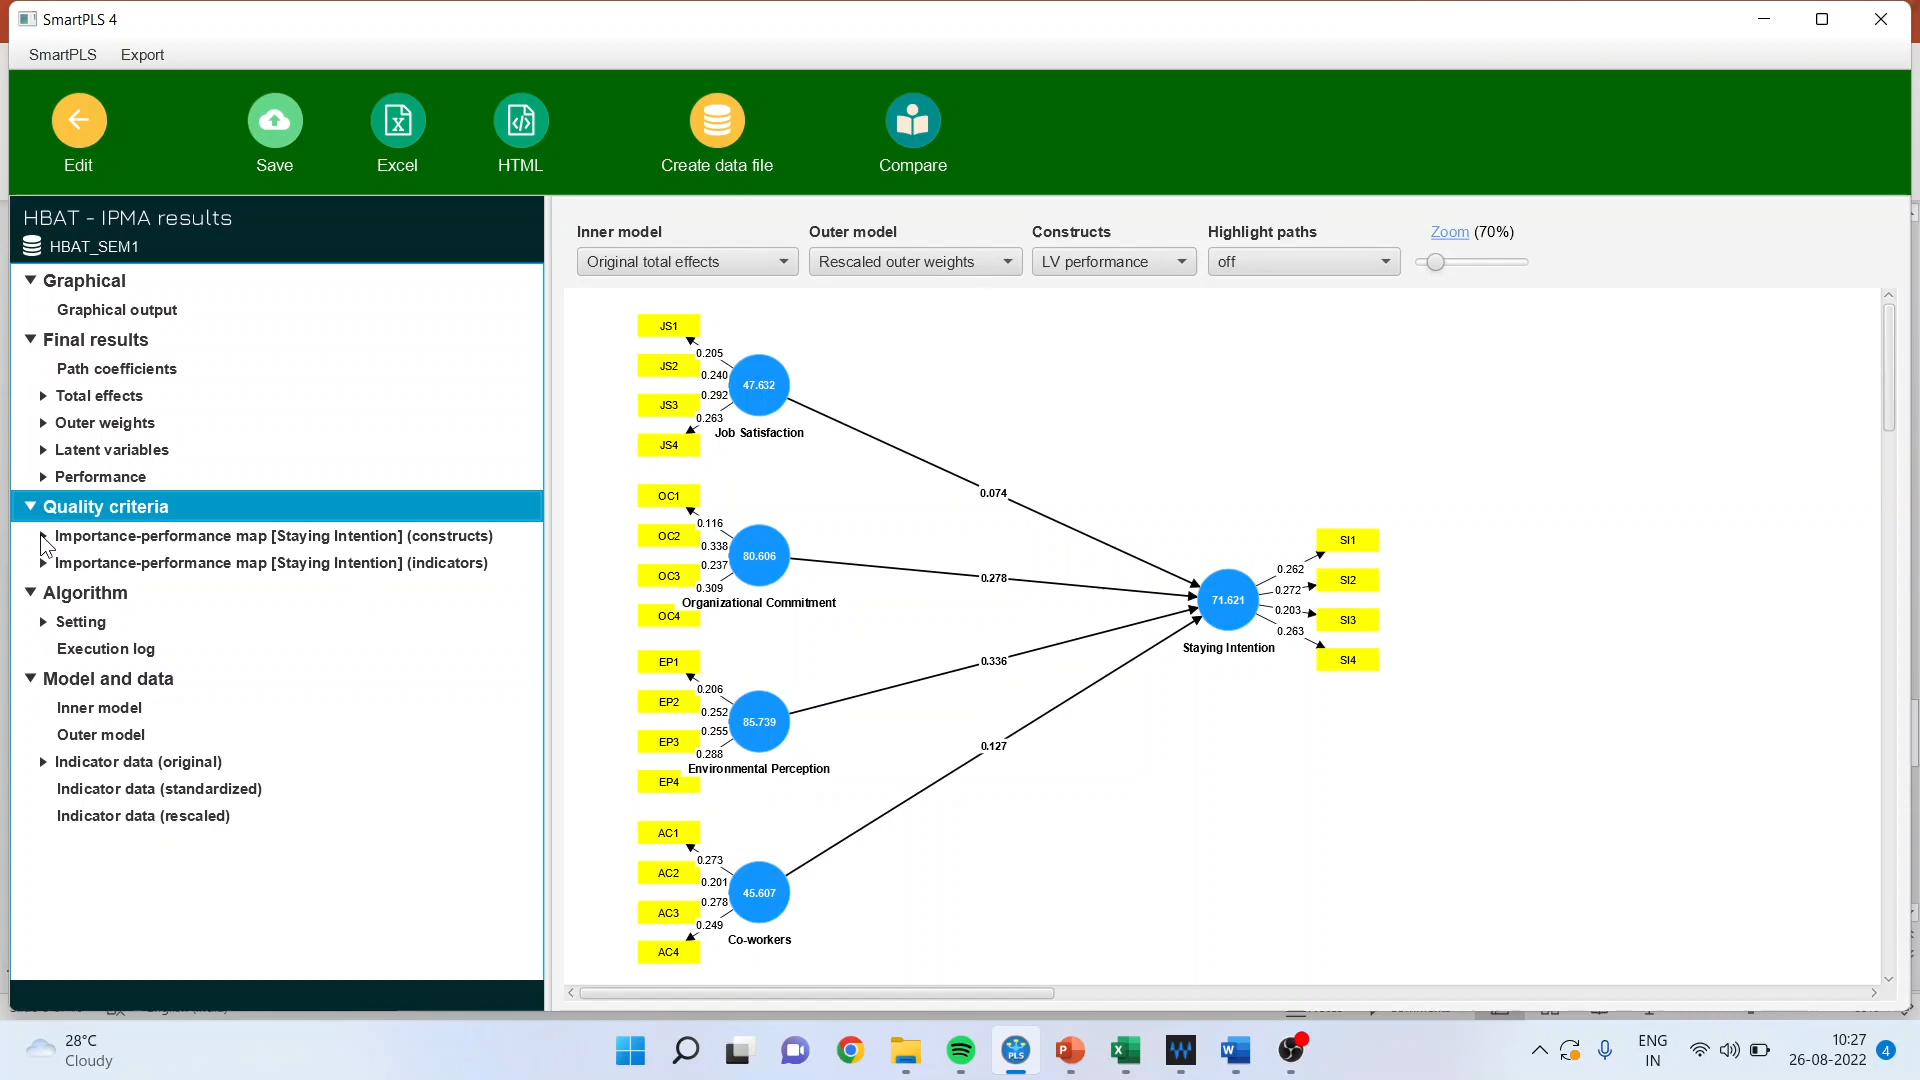 SmartPLS 4
SmartPLS Export
Edit Save Excel HTML Create data file Compare
HBAT - IPMA results
HBAT_SEM1
Graphical
Graphical output
Final results
Path coefficients
Total effects
Outer weights
Latent variables
Performance
Quality criteria
Importance-performance map [Staying Intention] (constructs)
Importance-performance map [Staying Intention] (indicators)
Algorithm
Setting
Execution log
Model and data
Inner model
Outer model
Indicator data (original)
Indicator data (standardized)
Indicator data (rescaled)
Inner model Outer model Constructs Highlight paths Zoom (70%)
Original total effects Rescaled outer weights LV performance off
JS1
0.205
JS2
0.240
47.632
0.292
JS3
0.263
Job Satisfaction
JS4
0.074
OC1
0.116
OC2
0.338
80.606
0.237
OC3
0.309
Organizational Commitment
OC4
0.278
EP1
0.206
EP2
0.252
85.739
0.255
EP3
0.288
Environmental Perception
EP4
0.336
AC1
0.273
AC2
0.201
45.607
0.278
AC3
0.249
Co-workers
AC4
0.127
71.621
Staying Intention
SI1
0.262
SI2
0.272
0.203
SI3
0.263
SI4
28°C
Cloudy
PLS
ENG
IN
10:27
26-08-2022
4